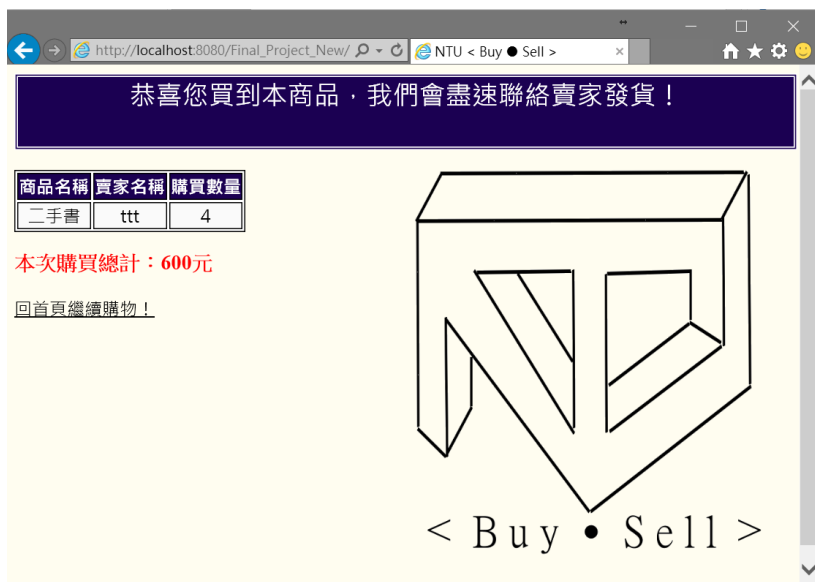 http://localhost:8080/Final_Project_New/
NTU < Buy ● Sell >
恭喜您買到本商品，我們會盡速聯絡賣家發貨！
商品名稱 賣家名稱 購買數量
二手書 ttt 4
本次購買總計：600元
回首頁繼續購物！
< Buy ● Sell >